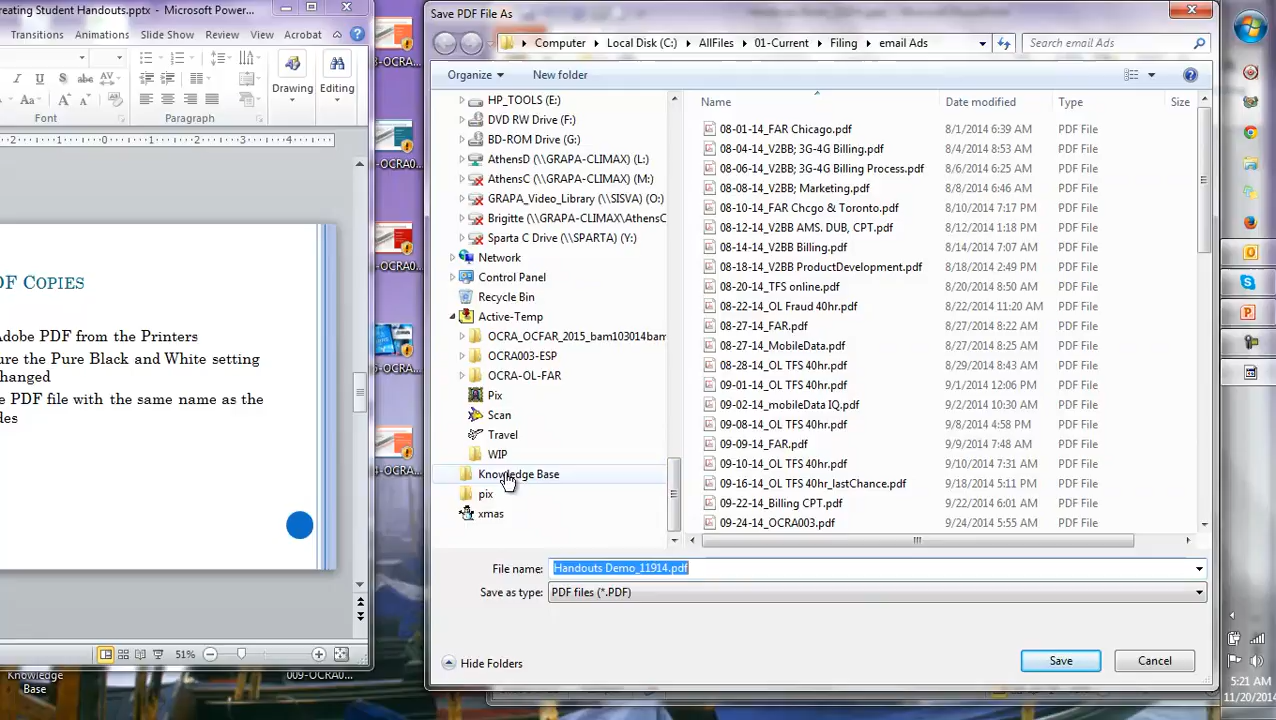 reating Student Handouts.pptx - Microsoft Power...
Transitions Animations Slide Show Review View Acrobat
Drawing Editing
Paragraph
DF COPIES
Adobe PDF from the Printers
ure the Pure Black and White setting
changed
e PDF file with the same name as the
des
51%
Knowledge
Base
009-OCRA0...
Save PDF File As
Computer Local Disk (C:) AllFiles 01-Current Filing email Ads
Search email Ads
Organize New folder
HP_TOOLS (E:)
DVD RW Drive (F:)
BD-ROM Drive (G:)
AthensD (\\GRAPA-CLIMAX) (L:)
AthensC (\\GRAPA-CLIMAX) (M:)
GRAPA_Video_Library (\\SISVA) (O:)
Brigitte (\\GRAPA-CLIMAX\AthensC
Sparta C Drive (\\SPARTA) (Y:)
Network
Control Panel
Recycle Bin
Active-Temp
OCRA_OCFAR_2015_bam103014bam
OCRA003-ESP
OCRA-OL-FAR
Pix
Scan
Travel
WIP
Knowledge Base
pix
xmas
Name Date modified Type Size
08-01-14_FAR Chicago.pdf 8/1/2014 6:39 AM PDF File
08-04-14_V2BB; 3G-4G Billing.pdf 8/4/2014 8:53 AM PDF File
08-06-14_V2BB; 3G-4G Billing Process.pdf 8/6/2014 6:25 AM PDF File
08-08-14_V2BB; Marketing.pdf 8/8/2014 6:46 AM PDF File
08-10-14_FAR Chcgo & Toronto.pdf 8/10/2014 7:17 PM PDF File
08-12-14_V2BB AMS. DUB, CPT.pdf 8/12/2014 1:18 PM PDF File
08-14-14_V2BB Billing.pdf 8/14/2014 7:07 AM PDF File
08-18-14_V2BB ProductDevelopment.pdf 8/18/2014 2:49 PM PDF File
08-20-14_TFS online.pdf 8/20/2014 8:50 AM PDF File
08-22-14_OL Fraud 40hr.pdf 8/22/2014 11:20 AM PDF File
08-27-14_FAR.pdf 8/27/2014 8:22 AM PDF File
08-27-14_MobileData.pdf 8/27/2014 8:22 AM PDF File
08-28-14_OL TFS 40hr.pdf 8/29/2014 8:43 AM PDF File
09-01-14_OL TFS 40hr.pdf 9/1/2014 12:06 PM PDF File
09-02-14_mobileData IQ.pdf 9/2/2014 10:30 AM PDF File
09-08-14_OL TFS 40hr.pdf 9/8/2014 4:58 PM PDF File
09-09-14_FAR.pdf 9/9/2014 7:48 AM PDF File
09-10-14_OL TFS 40hr.pdf 9/10/2014 7:31 AM PDF File
09-16-14_OL TFS 40hr_lastChance.pdf 9/18/2014 5:11 PM PDF File
09-22-14_Billing CPT.pdf 9/22/2014 6:01 AM PDF File
09-24-14_OCRA003.pdf 9/24/2014 5:55 AM PDF File
File name: Handouts Demo_11914.pdf
Save as type: PDF files (*.PDF)
Hide Folders
Save Cancel
5:21 AM
11/20/2014